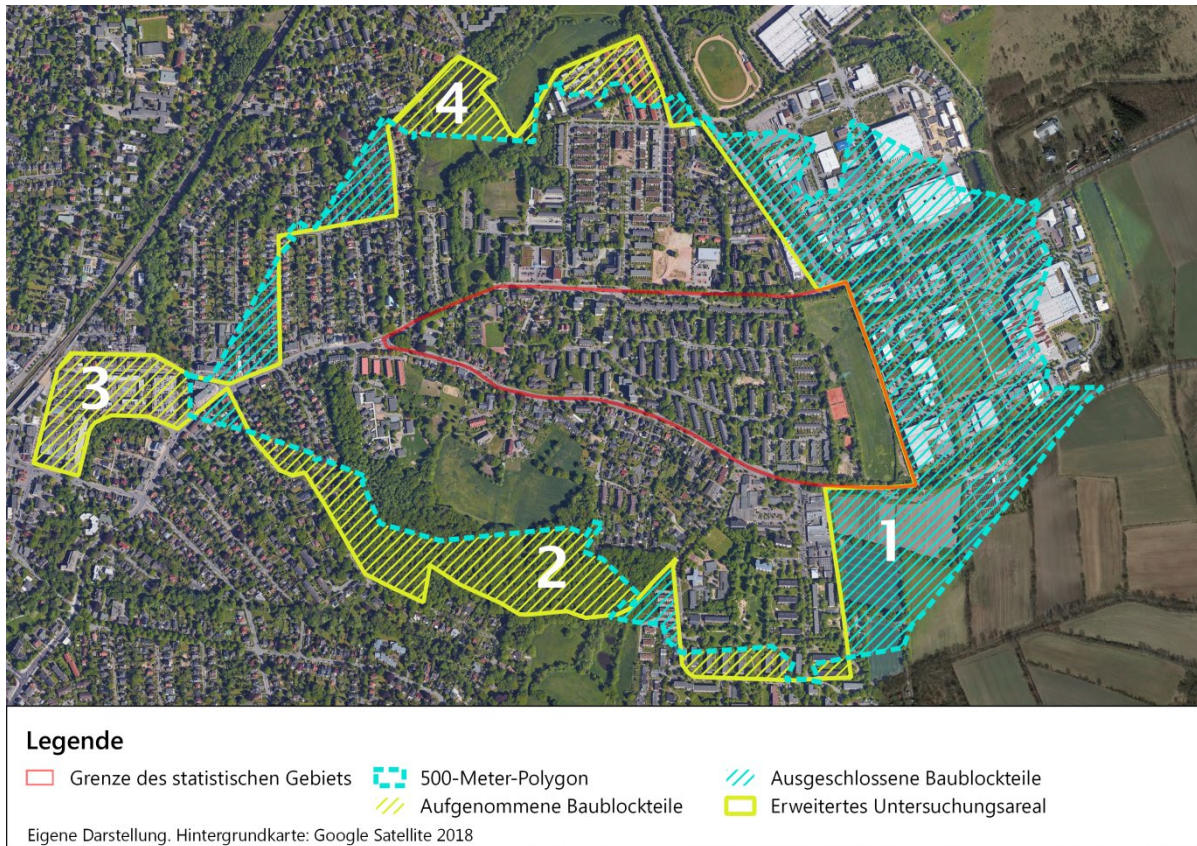 4
3
2
1
Legende
Grenze des statistischen Gebiets
500-Meter-Polygon
Ausgeschlossene Baublockteile
Aufgenommene Baublockteile
Erweitertes Untersuchungsareal
Eigene Darstellung. Hintergrundkarte: Google Satellite 2018